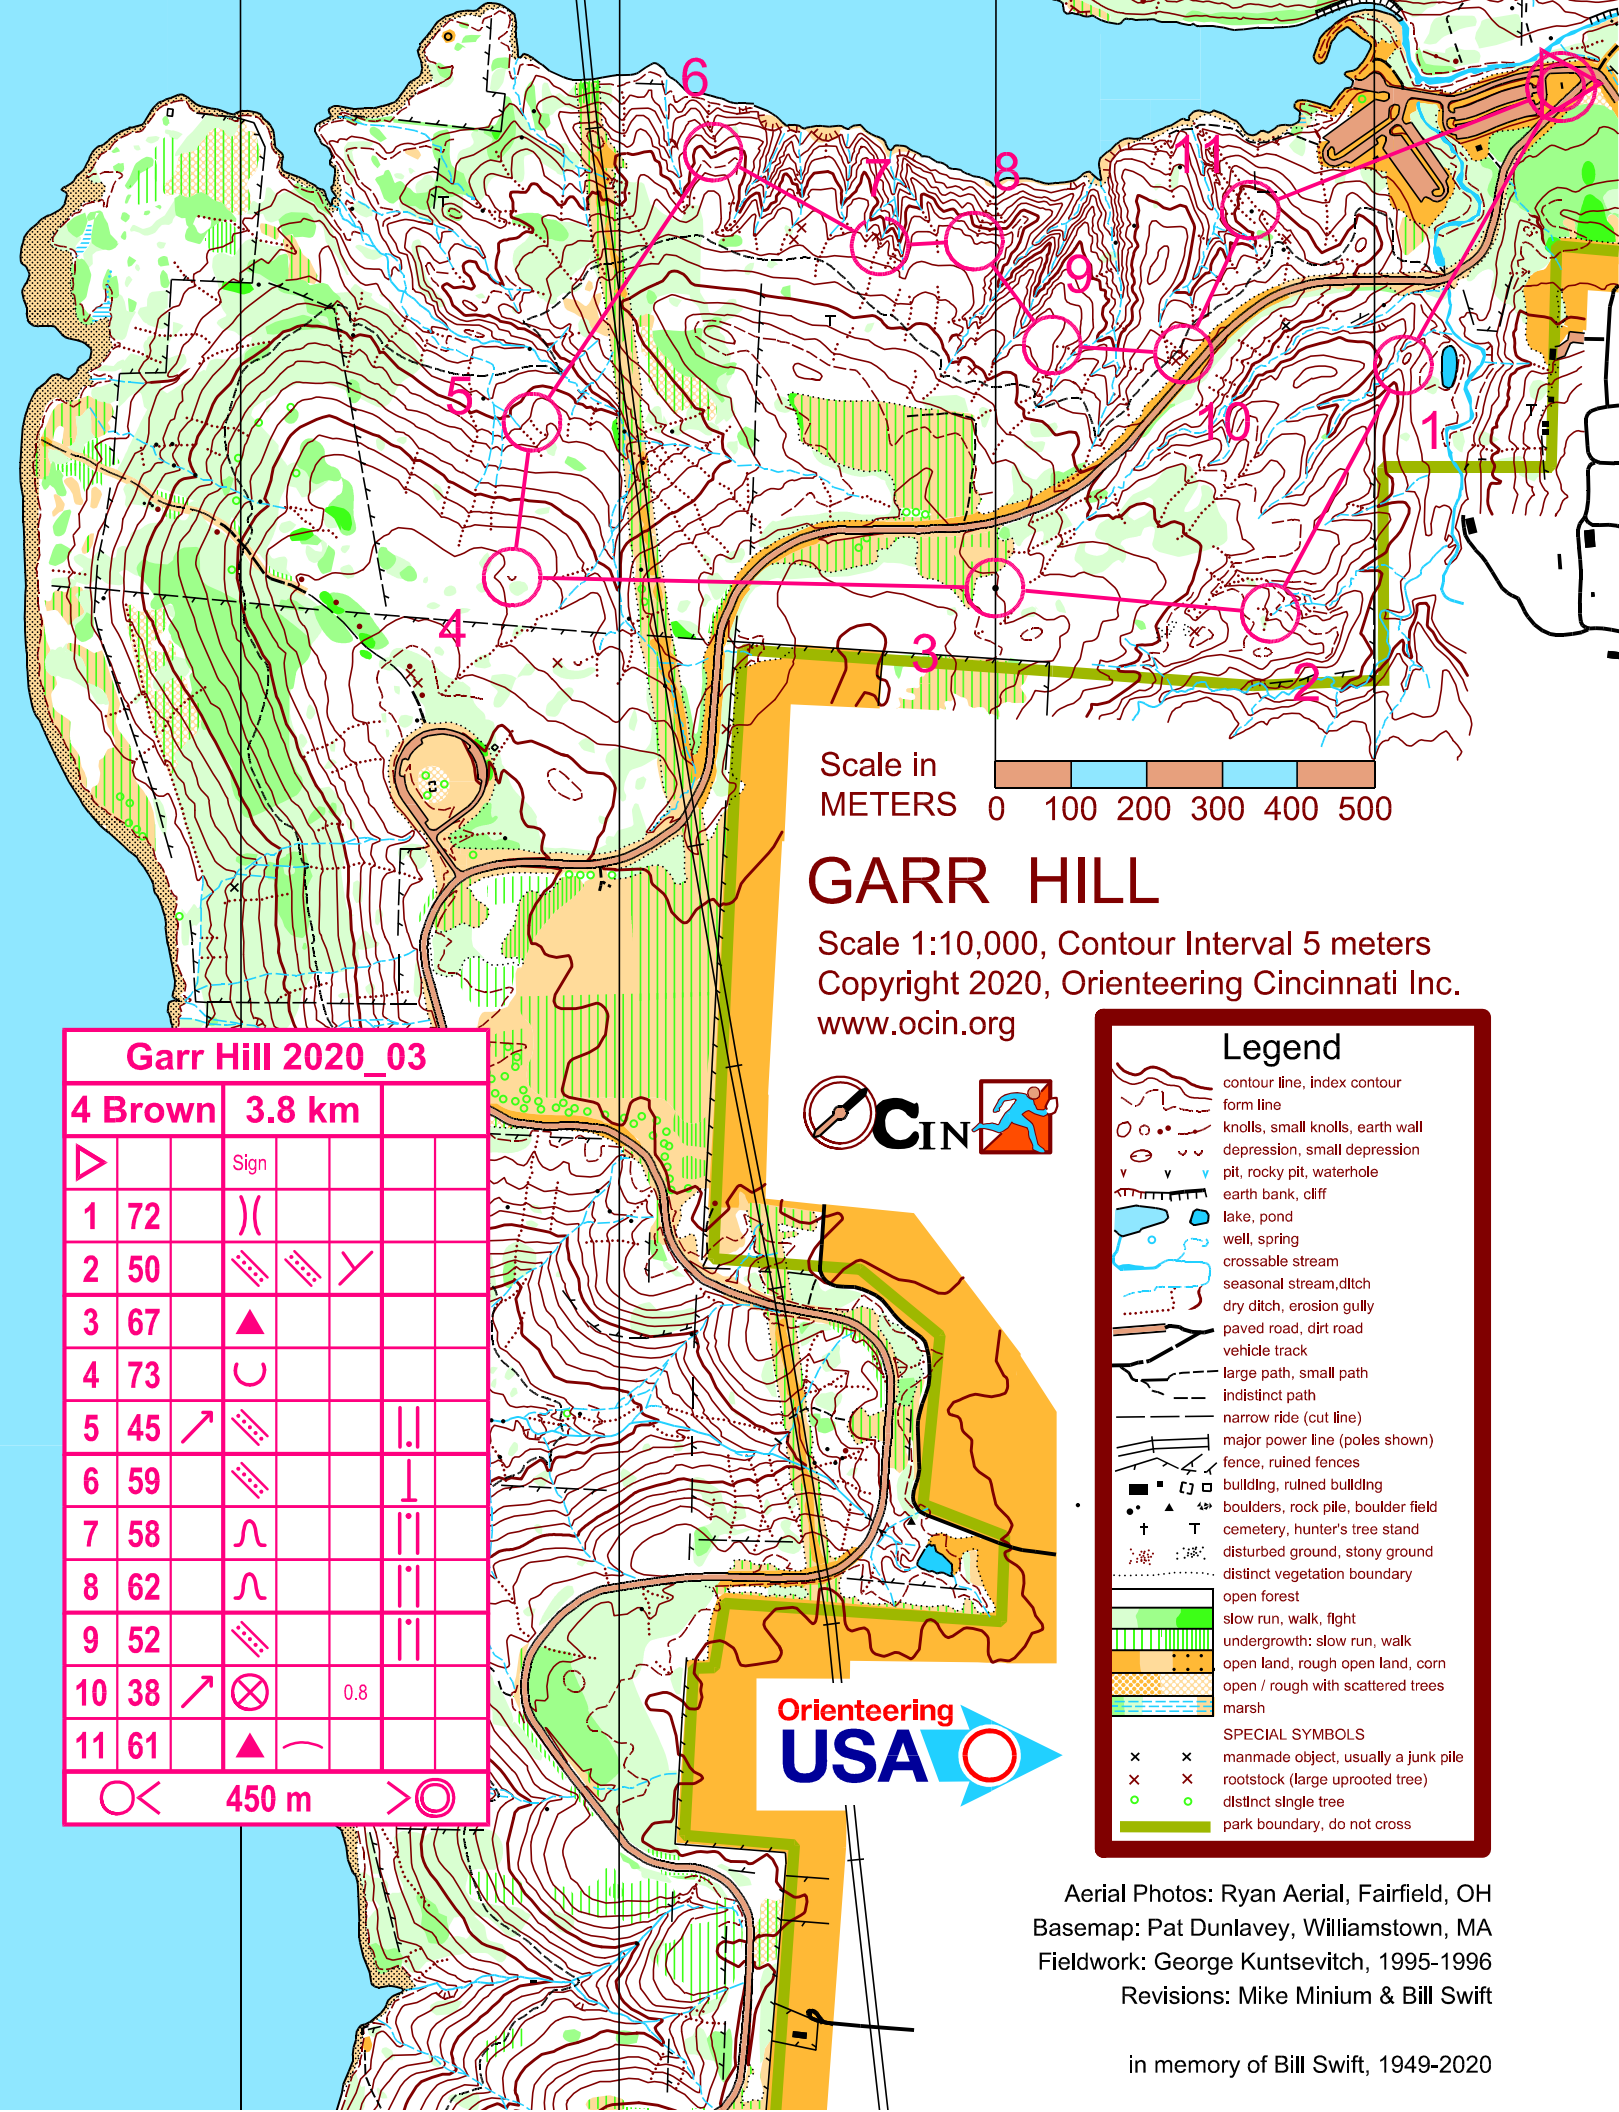 6
7
8
11
9
5
10
1
4
3
2
Scale in
METERS
0 100 200 300 400 500
GARR HILL
Scale 1:10,000, Contour Interval 5 meters
Copyright 2020, Orienteering Cincinnati Inc.
www.ocin.org
OCIN
Garr Hill 2020_03
4 Brown 3.8 km
Sign
1 72
2 50
3 67
4 73
5 45
6 59
7 58
8 62
9 52
10 38 0.8
11 61
450 m
Legend
contour line, index contour
form line
knolls, small knolls, earth wall
depression, small depression
pit, rocky pit, waterhole
earth bank, cliff
lake, pond
well, spring
crossable stream
seasonal stream,ditch
dry ditch, erosion gully
paved road, dirt road
vehicle track
large path, small path
indistinct path
narrow ride (cut line)
major power line (poles shown)
fence, ruined fences
building, ruined building
boulders, rock pile, boulder field
cemetery, hunter's tree stand
disturbed ground, stony ground
distinct vegetation boundary
open forest
slow run, walk, fight
undergrowth: slow run, walk
open land, rough open land, corn
open / rough with scattered trees
marsh
SPECIAL SYMBOLS
manmade object, usually a junk pile
rootstock (large uprooted tree)
distinct single tree
park boundary, do not cross
Orienteering
USA
Aerial Photos: Ryan Aerial, Fairfield, OH
Basemap: Pat Dunlavey, Williamstown, MA
Fieldwork: George Kuntsevitch, 1995-1996
Revisions: Mike Minium & Bill Swift
in memory of Bill Swift, 1949-2020